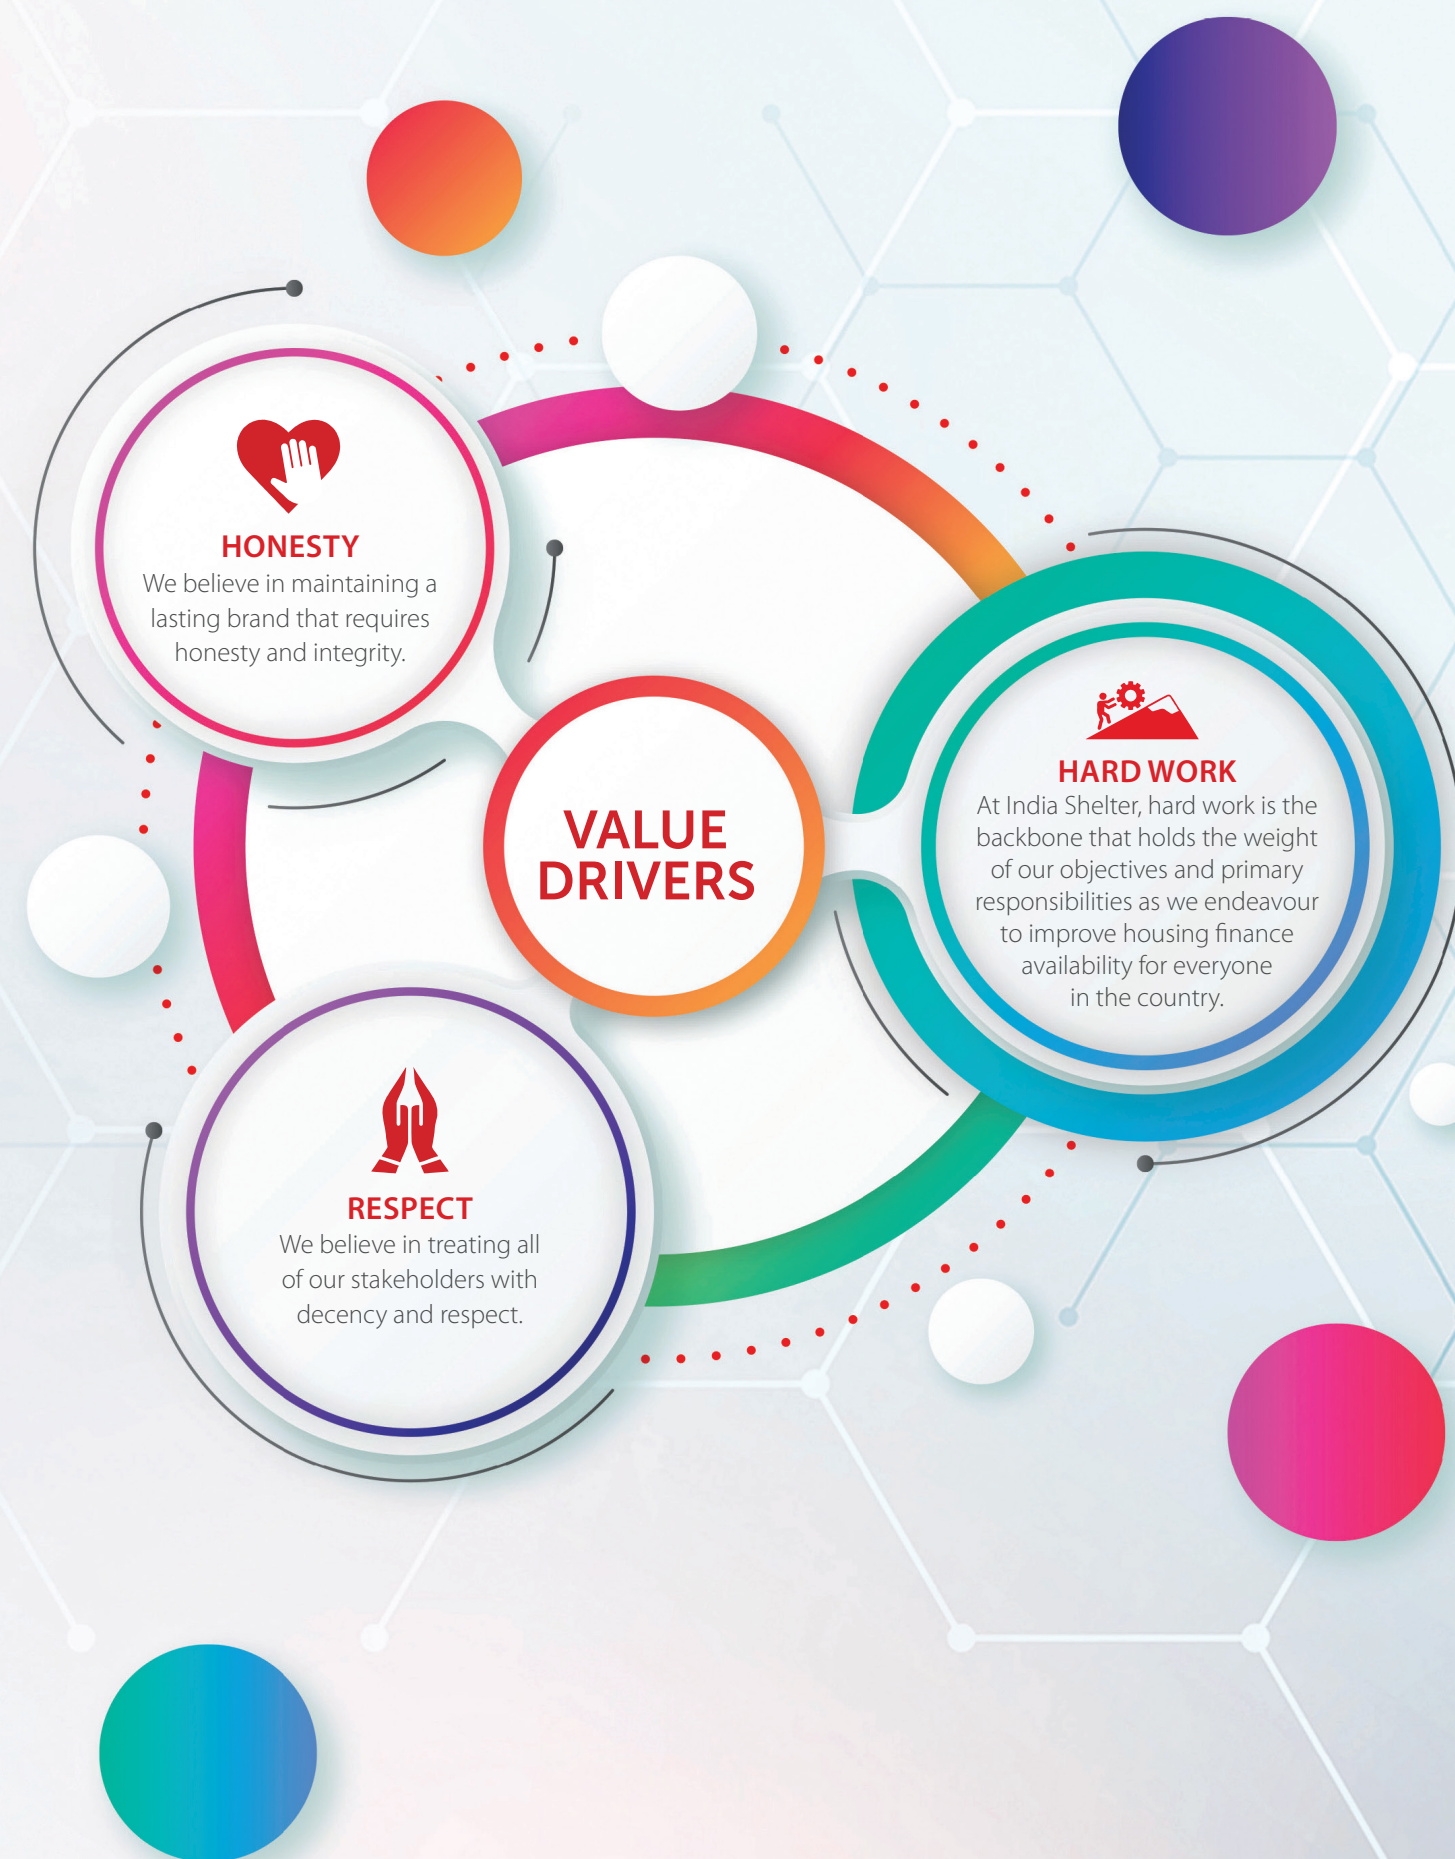 HONESTY
We believe in maintaining a
lasting brand that requires
honesty and integrity.
VALUE
DRIVERS
HARD WORK
At India Shelter, hard work is the
backbone that holds the weight
of our objectives and primary
responsibilities as we endeavour
to improve housing finance
availability for everyone
in the country.
RESPECT
We believe in treating all
of our stakeholders with
decency and respect.